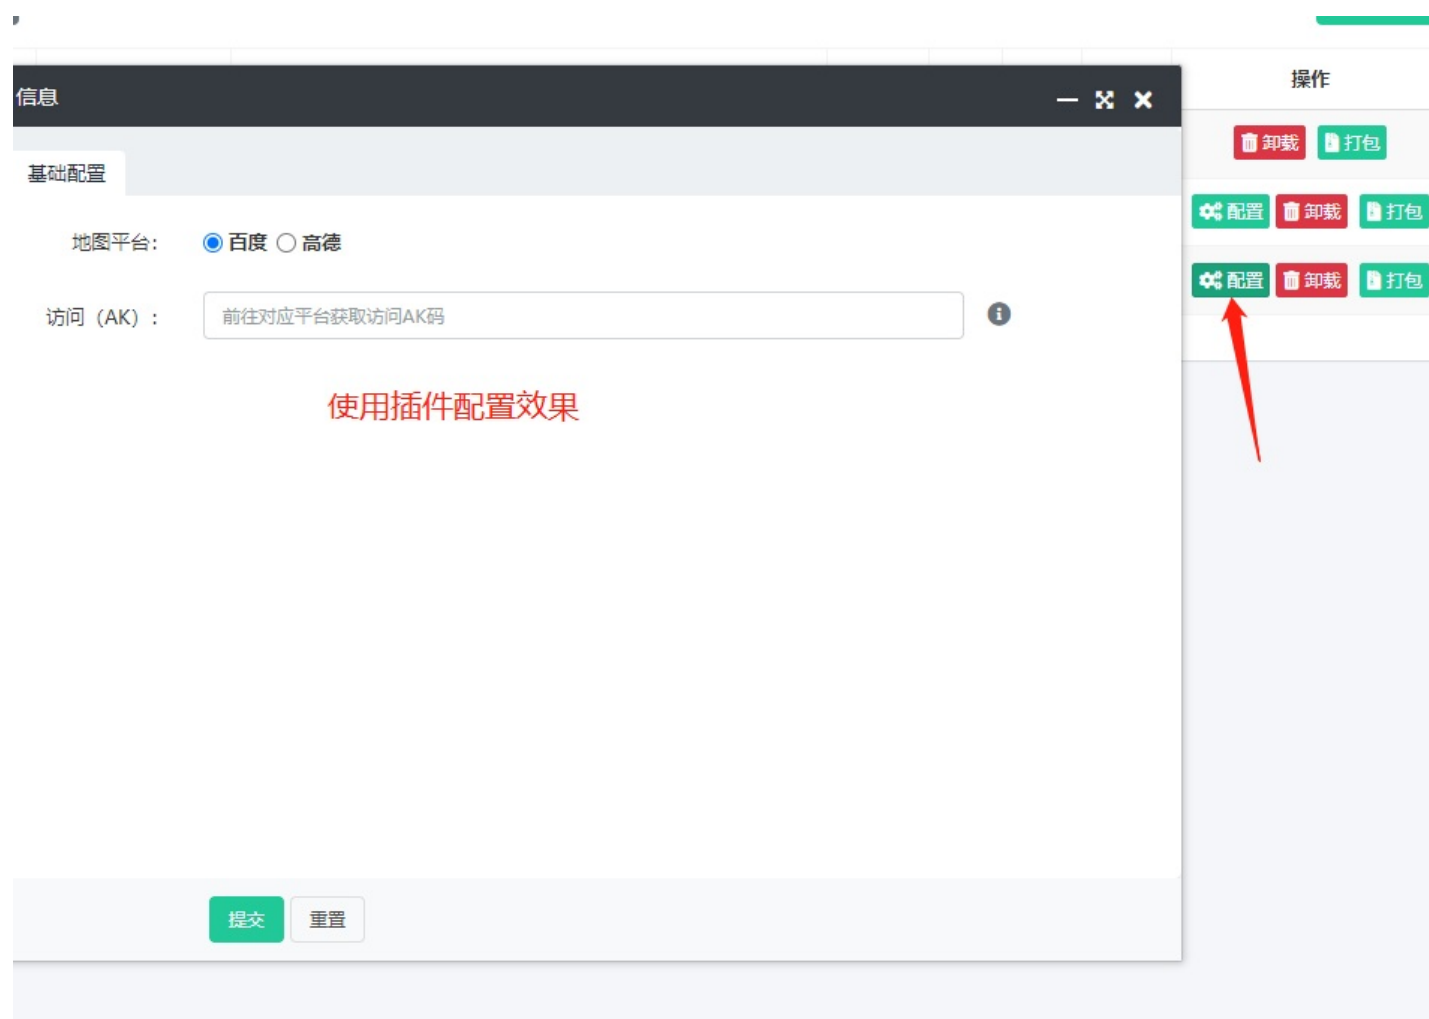 信息
操作
卸载 打包
基础配置
配置 卸载 打包
地图平台: 百度 高德
配置 卸载 打包
访问（AK）: 前往对应平台获取访问AK码
使用插件配置效果
提交 重置